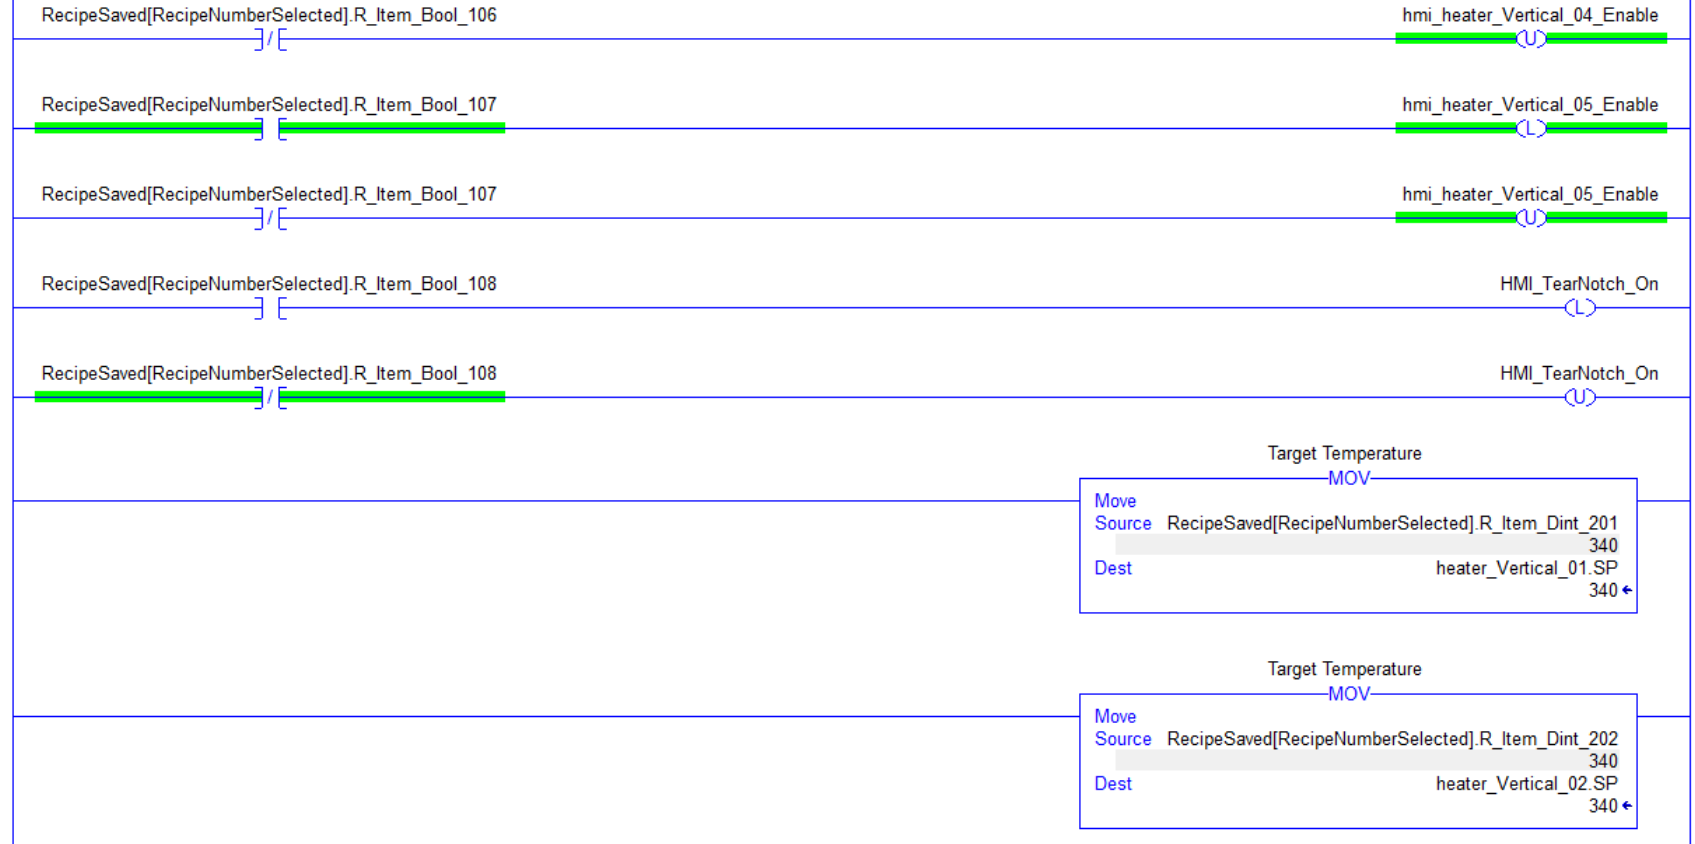 RecipeSaved[RecipeNumberSelected].R_Item_Bool_106 hmi_heater_Vertical_04_Enable
U
RecipeSaved[RecipeNumberSelected].R_Item_Bool_107 hmi_heater_Vertical_05_Enable
L
RecipeSaved[RecipeNumberSelected].R_Item_Bool_107 hmi_heater_Vertical_05_Enable
U
RecipeSaved[RecipeNumberSelected].R_Item_Bool_108 HMI_TearNotch_On
L
RecipeSaved[RecipeNumberSelected].R_Item_Bool_108 HMI_TearNotch_On
U
Target Temperature
MOV
Move
Source RecipeSaved[RecipeNumberSelected].R_Item_Dint_201
340
Dest heater_Vertical_01.SP
340
Target Temperature
MOV
Move
Source RecipeSaved[RecipeNumberSelected].R_Item_Dint_202
340
Dest heater_Vertical_02.SP
340